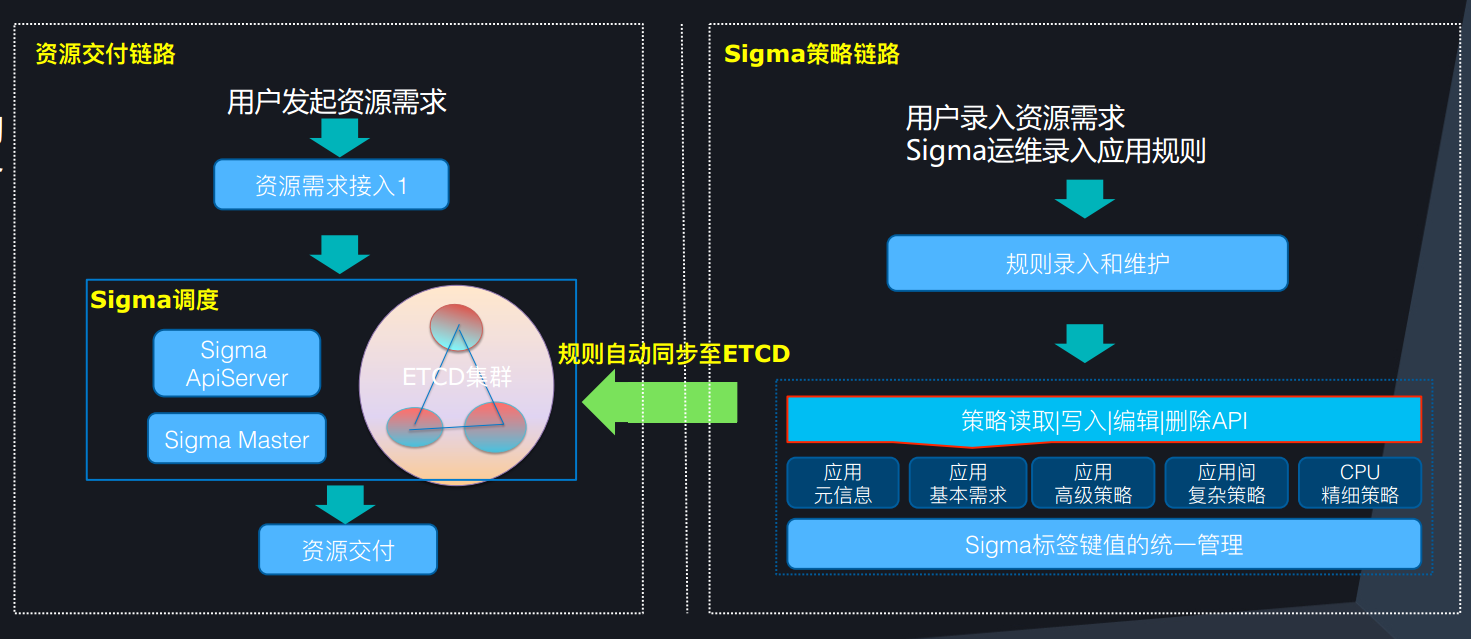 资源交付链路
用户发起资源需求
资源需求接入1
Sigma调度
Sigma
ApiServer
Sigma Master
ETCD集群
资源交付
规则自动同步至ETCD
Sigma策略链路
用户录入资源需求
Sigma运维录入应用规则
规则录入和维护
策略读取|写入|编辑|删除API
应用
元信息
应用
基本需求
应用
高级策略
应用间
复杂策略
CPU
精细策略
Sigma标签键值的统一管理